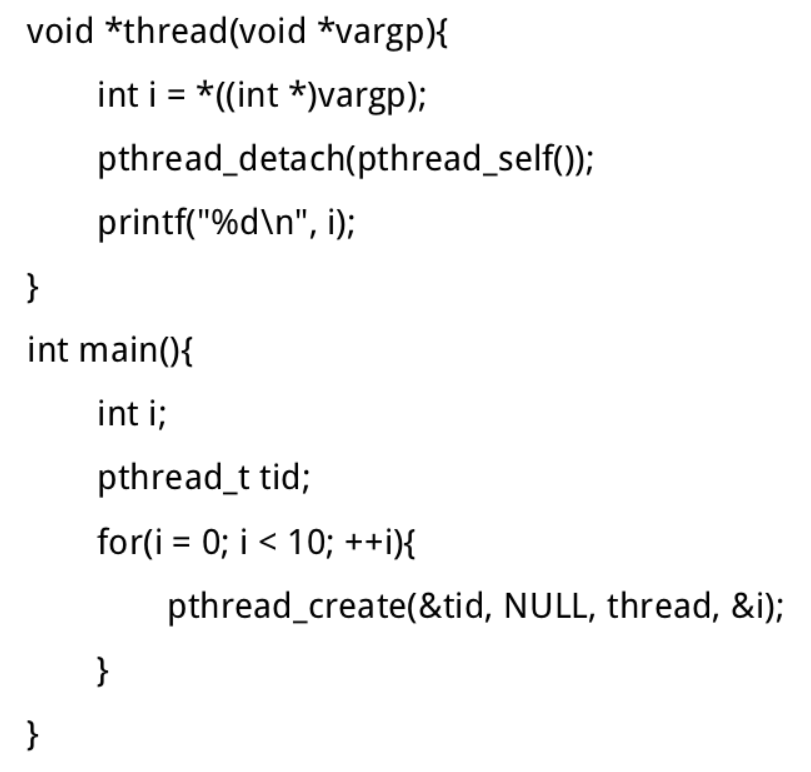 void *thread(void *vargp){
int i = *((int *)vargp);
pthread_detach(pthread_self());
printf("%d\n", i);
}
int main(){
int i;
pthread_t tid;
for(i = 0; i < 10; ++i){
pthread_create(&tid, NULL, thread, &i);
}
}